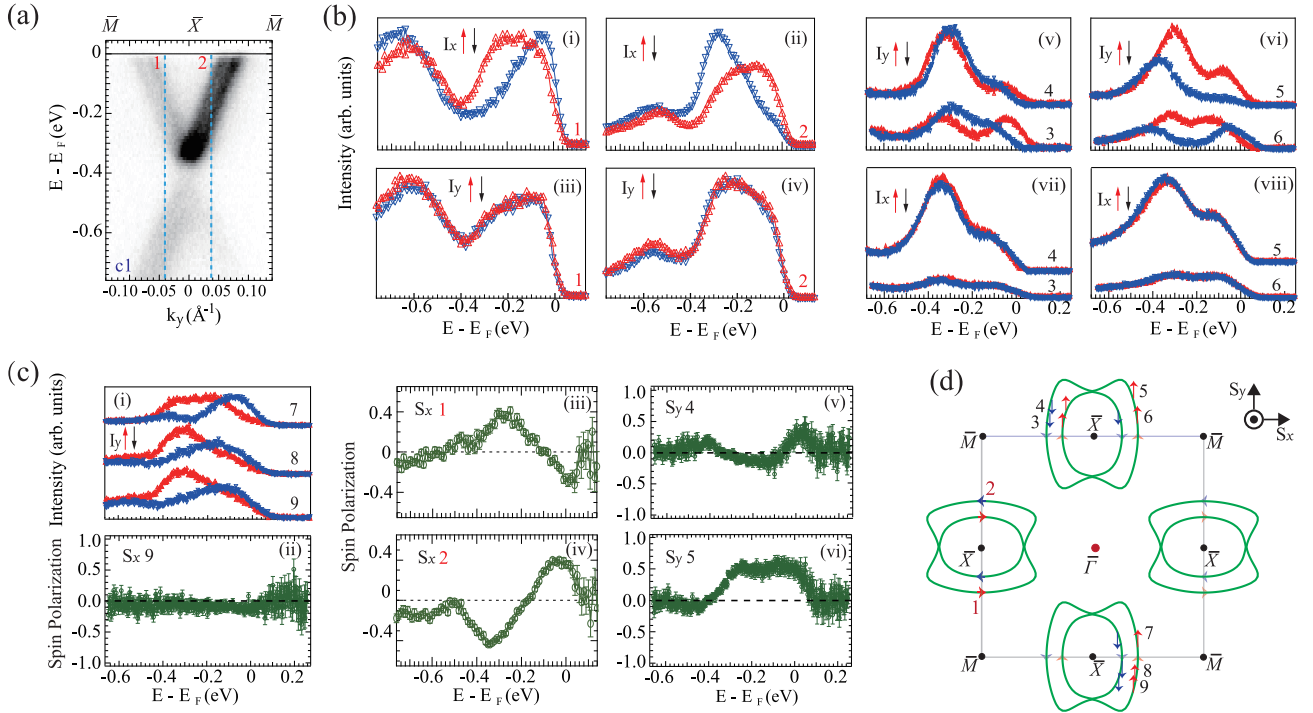 (a)
M̅ X̅ M̅
0
-0.2
-0.4
-0.6
E - E F (eV)
1 2
c1
-0.10 -0.05 0 0.05 0.10
ky (Å-1)
(b)
Intensity (arb. units)
Ix (i)
1
Ix (ii)
2
Iy (iii)
1
Iy (iv)
2
-0.6 -0.4 -0.2 0
E - E F (eV)
-0.6 -0.4 -0.2 0
E - E F (eV)
Iy (v)
4
3
Iy (vi)
5
6
Ix (vii)
4
3
Ix (viii)
5
6
-0.6 -0.4 -0.2 0 0.2
E - E F (eV)
-0.6 -0.4 -0.2 0 0.2
E - E F (eV)
(c)
Intensity (arb. units)
(i)
7
Iy
8
9
Spin Polarization
1.0
0.5
0.0
-0.5
-1.0
Sx 9
(ii)
-0.6 -0.4 -0.2 0 0.2
E - E F (eV)
Spin Polarization
0.4
0
-0.4
Sx 1 (iii)
0.4
0
-0.4
Sx 2 (iv)
-0.6 -0.4 -0.2 0
E - E F (eV)
1.0
0.5
0.0
-0.5
-1.0
Sy 4 (v)
1.0
0.5
0.0
-0.5
-1.0
Sy 5 (vi)
-0.6 -0.4 -0.2 0 0.2
E - E F (eV)
(d)
Sy
Sx
4 5
3 6
M̅ X̅ M̅
2
X̅ Γ̅ X̅
1
7
8
9
M̅ X̅ M̅